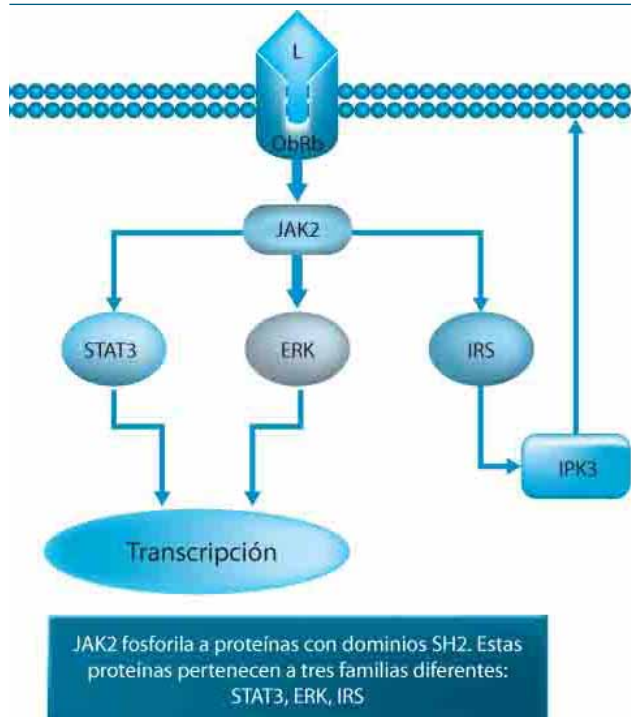 L
ObRb
JAK2
STAT3
ERK
IRS
IPK3
Transcripción
JAK2 fosforila a proteínas con dominios SH2. Estas
proteínas pertenecen a tres familias diferentes:
STAT3, ERK, IRS